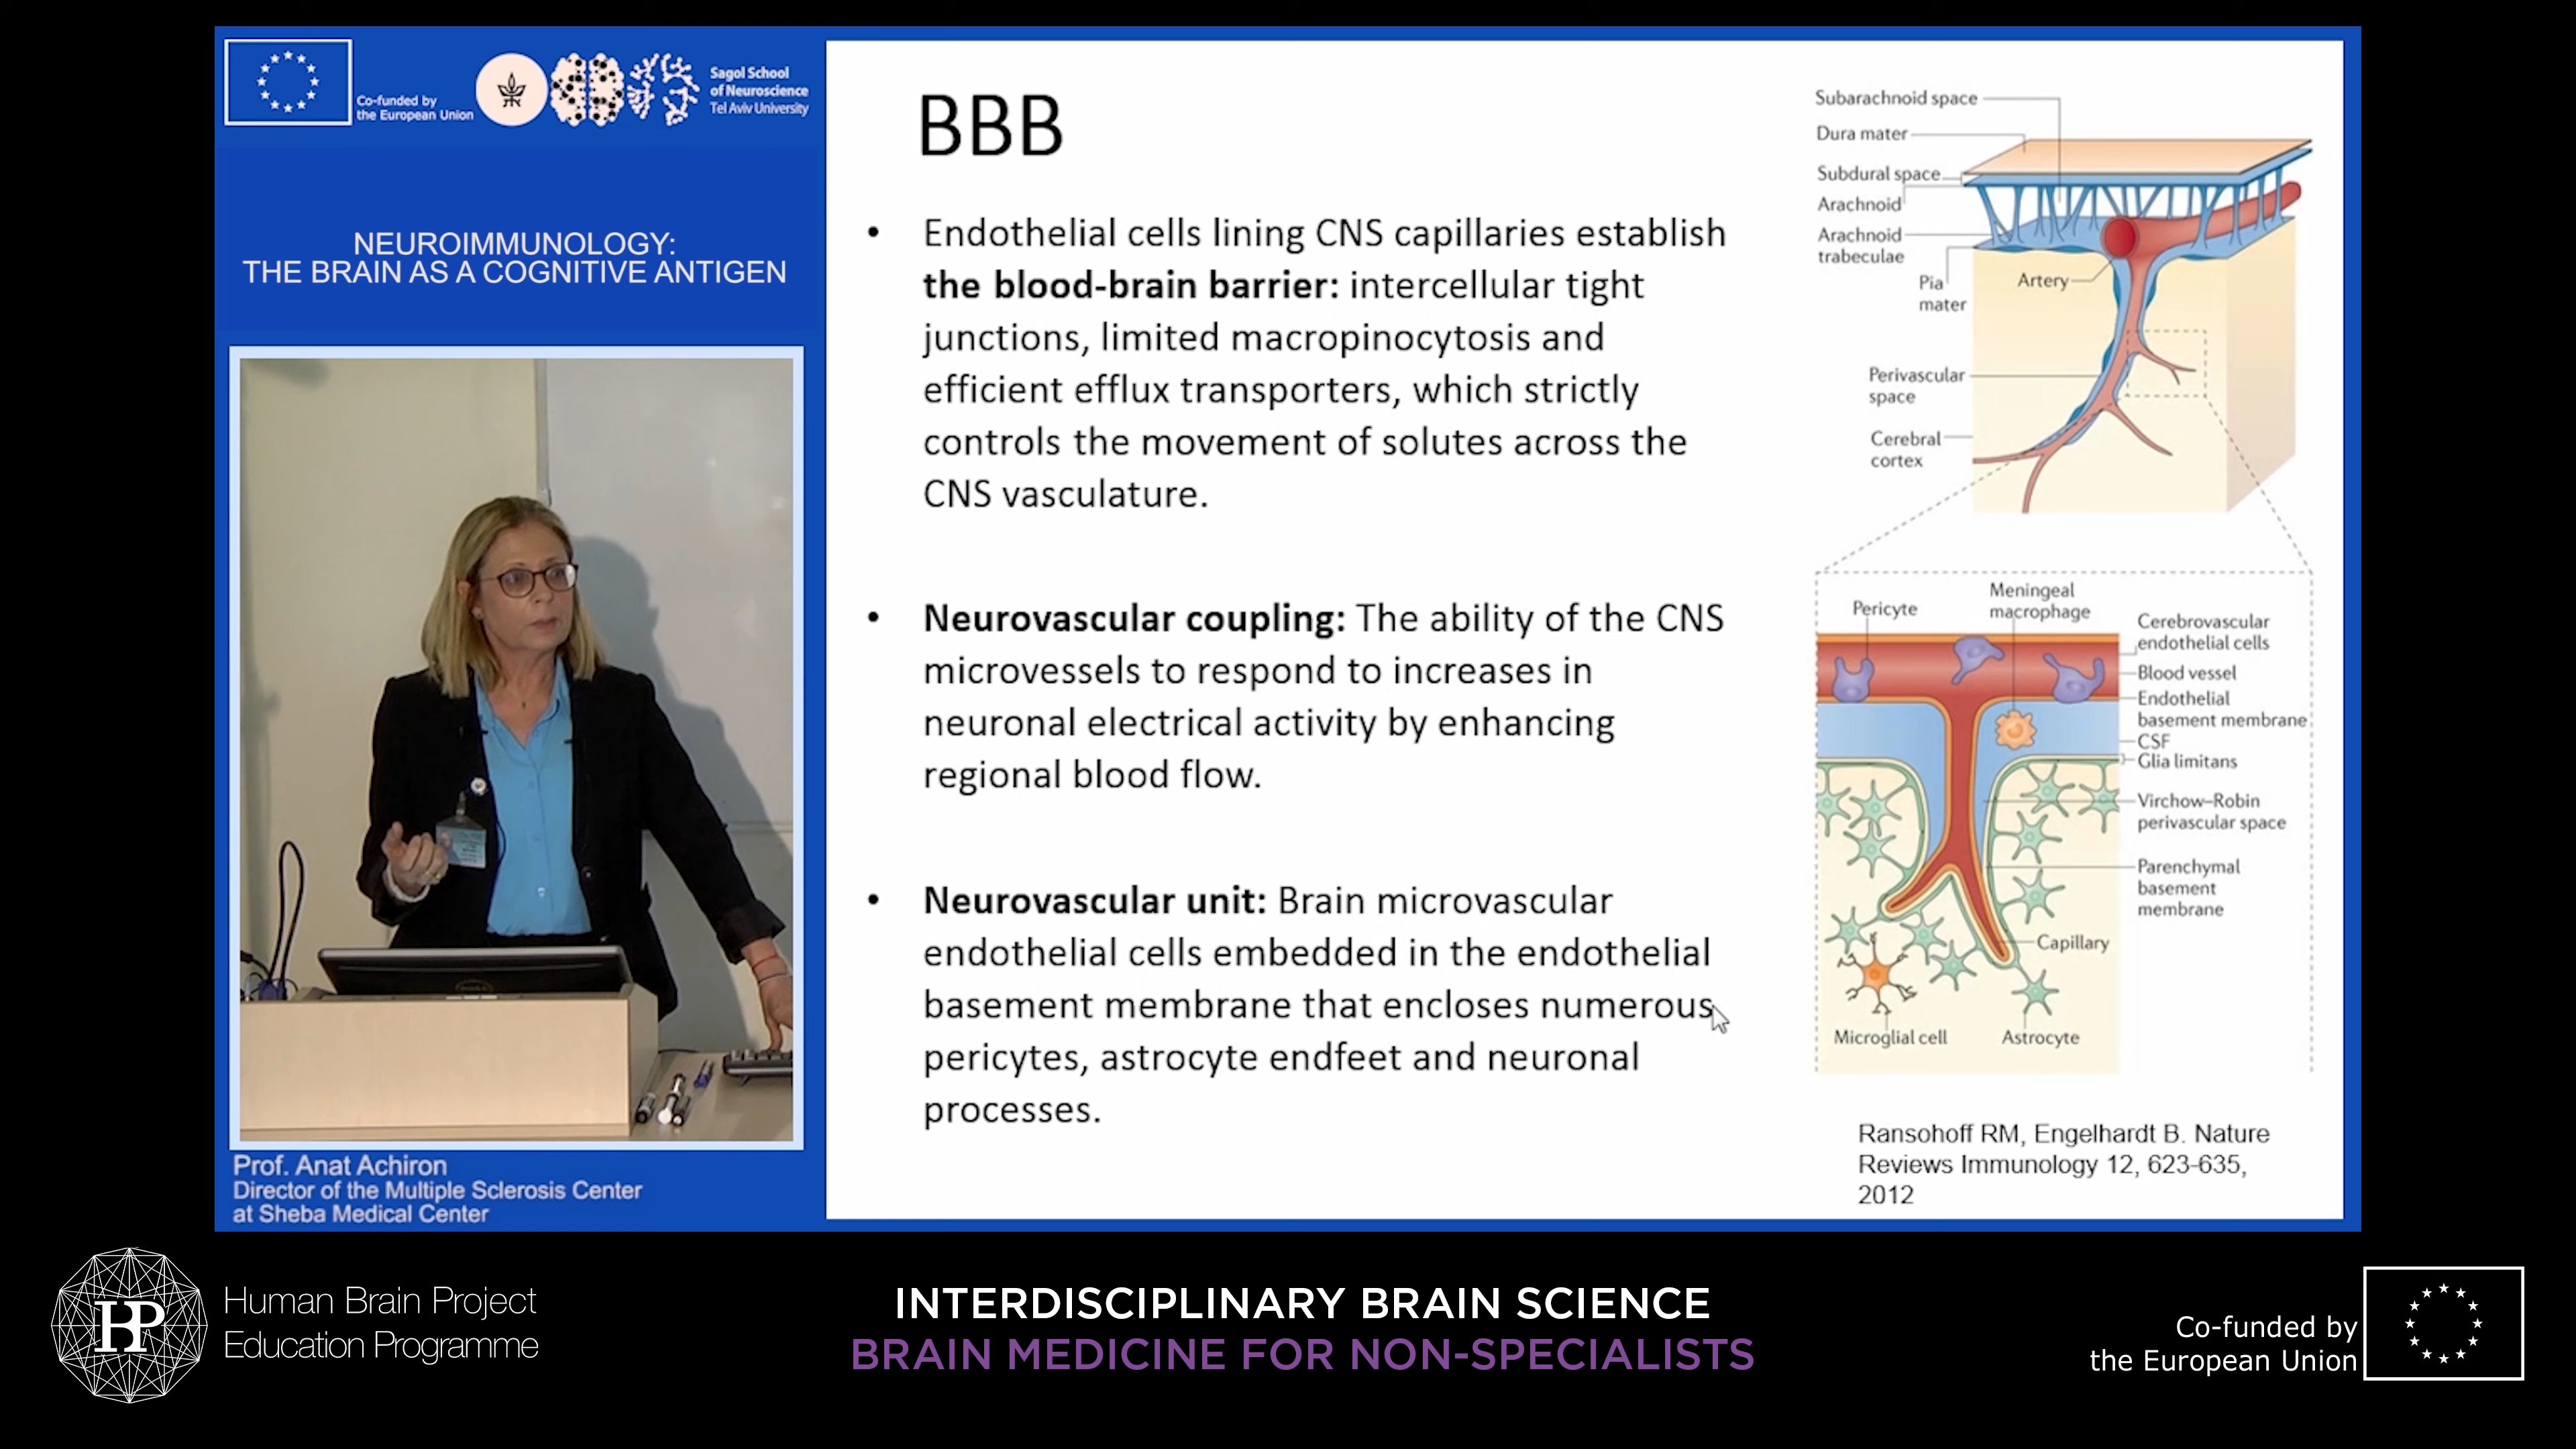 Co-funded by
the European Union
Sagol School
of Neuroscience
Tel Aviv University
NEUROIMMUNOLOGY:
THE BRAIN AS A COGNITIVE ANTIGEN
Prof. Anat Achiron
Director of the Multiple Sclerosis Center
at Sheba Medical Center
BBB
• Endothelial cells lining CNS capillaries establish
the blood-brain barrier: intercellular tight
junctions, limited macropinocytosis and
efficient efflux transporters, which strictly
controls the movement of solutes across the
CNS vasculature.
• Neurovascular coupling: The ability of the CNS
microvessels to respond to increases in
neuronal electrical activity by enhancing
regional blood flow.
• Neurovascular unit: Brain microvascular
endothelial cells embedded in the endothelial
basement membrane that encloses numerous
pericytes, astrocyte endfeet and neuronal
processes.
Subarachnoid space
Dura mater
Subdural space
Arachnoid
Arachnoid
trabeculae
Pia
mater
Artery
Perivascular
space
Cerebral
cortex
Pericyte
Meningeal
macrophage
Cerebrovascular
endothelial cells
Blood vessel
Endothelial
basement membrane
CSF
Glia limitans
Virchow–Robin
perivascular space
Parenchymal
basement
membrane
Capillary
Microglial cell
Astrocyte
Ransohoff RM, Engelhardt B. Nature
Reviews Immunology 12, 623-635,
2012
HBP
Human Brain Project
Education Programme
INTERDISCIPLINARY BRAIN SCIENCE
BRAIN MEDICINE FOR NON-SPECIALISTS
Co-funded by
the European Union